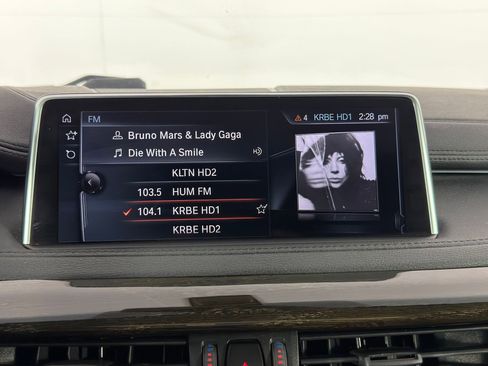 FM
4 KRBE HD1 2:28 pm
Bruno Mars & Lady Gaga
Die With A Smile
KLTN HD2
103.5 HUM FM
104.1 KRBE HD1
KRBE HD2